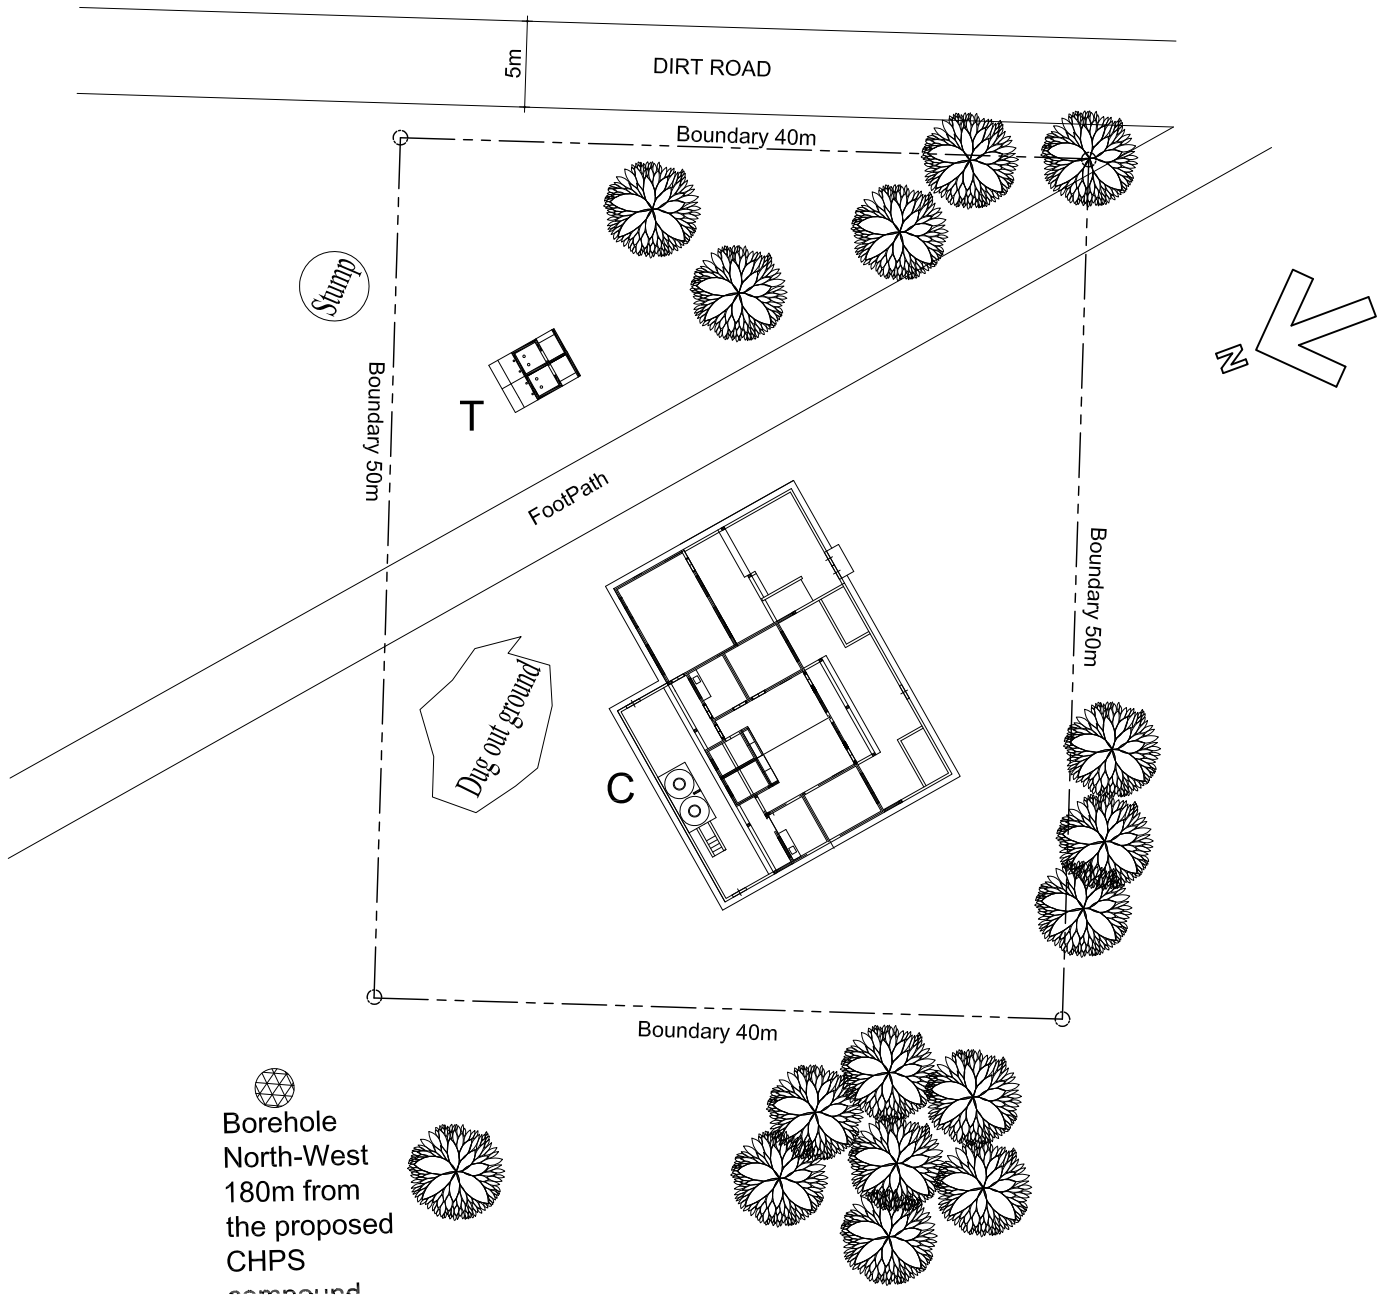 5m
DIRT ROAD
Boundary 40m
Stump
Boundary 50m
T
N
FootPath
Boundary 50m
Dug out ground
C
Boundary 40m
Borehole
North-West
180m from
the proposed
CHPS
compound